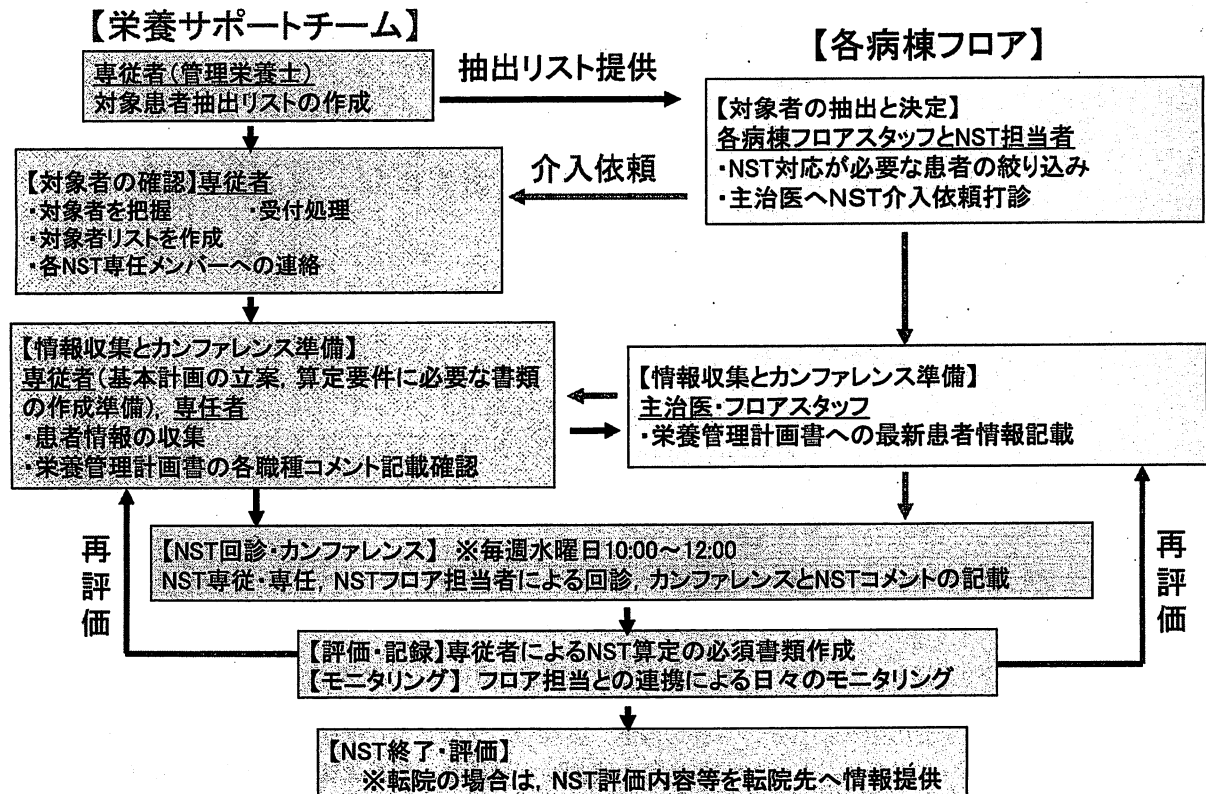 【栄養サポートチーム】
専従者(管理栄養士)
対象患者抽出リストの作成
抽出リスト提供
【各病棟フロア】
【対象者の抽出と決定】
各病棟フロアスタッフとNST担当者
・NST対応が必要な患者の絞り込み
・主治医へNST介入依頼打診
介入依頼
【対象者の確認】専従者
・対象者を把握 ・受付処理
・対象者リストを作成
・各NST専任メンバーへの連絡
【情報収集とカンファレンス準備】
専従者(基本計画の立案, 算定要件に必要な書類
の作成準備), 専任者
・患者情報の収集
・栄養管理計画書の各職種コメント記載確認
【情報収集とカンファレンス準備】
主治医・フロアスタッフ
・栄養管理計画書への最新患者情報記載
再評価
【NST回診・カンファレンス】 ※毎週水曜日10:00～12:00
NST専従・専任, NSTフロア担当者による回診, カンファレンスとNSTコメントの記載
再評価
【評価・記録】専従者によるNST算定の必須書類作成
【モニタリング】 フロア担当との連携による日々のモニタリング
【NST終了・評価】
※転院の場合は, NST評価内容等を転院先へ情報提供